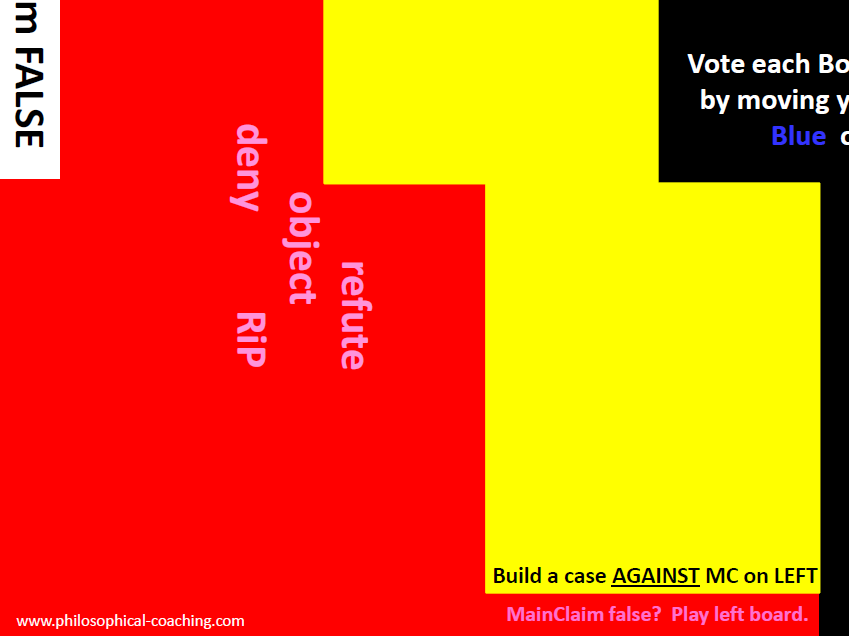 m FALSE
Vote each Bo
by moving y
Blue o
deny
object
refute
RiP
Build a case AGAINST MC on LEFT
MainClaim false? Play left board.
www.philosophical-coaching.com